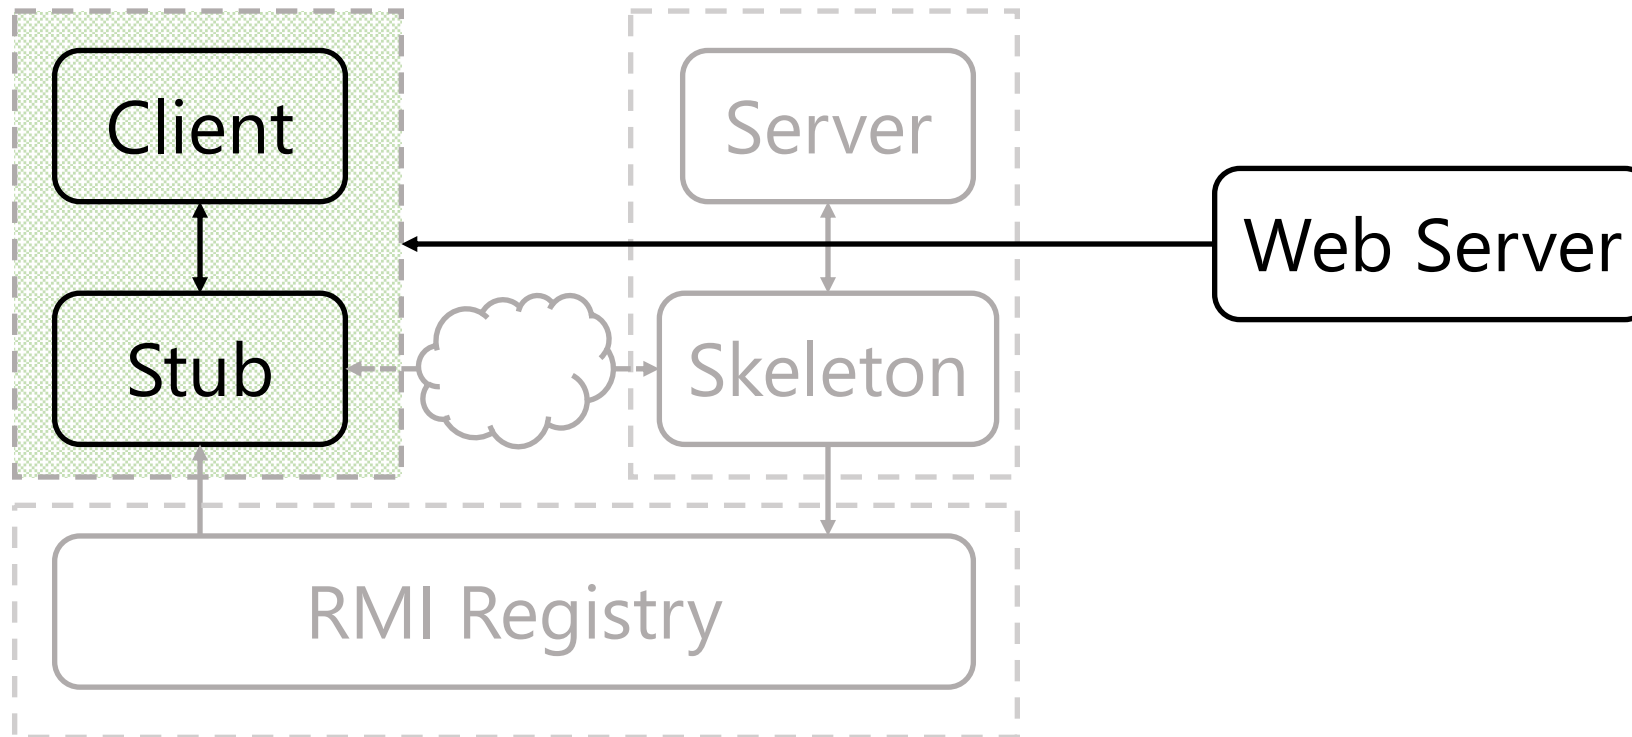 Client
Server
Web Server
Stub
Skeleton
RMI Registry